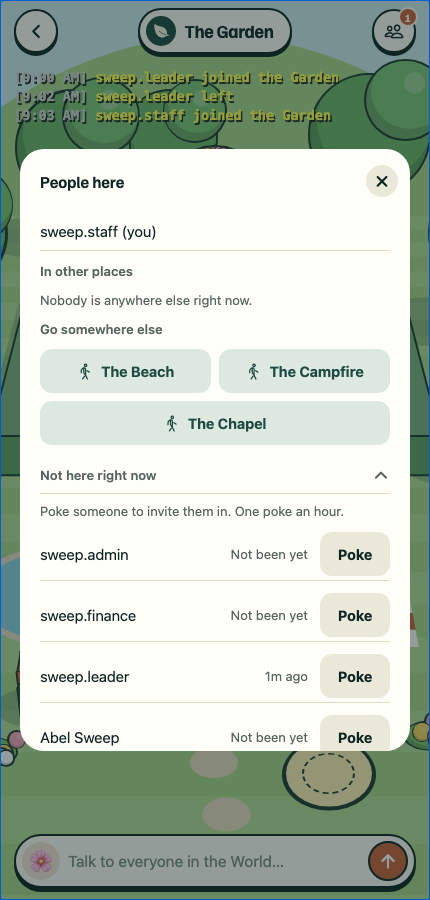 The Garden
1
[9:00 AM] sweep.leader joined the Garden
[9:02 AM] sweep.leader left
[9:03 AM] sweep.staff joined the Garden
People here
sweep.staff (you)
In other places
Nobody is anywhere else right now.
Go somewhere else
The Beach
The Campfire
The Chapel
Not here right now
Poke someone to invite them in. One poke an hour.
sweep.admin Not been yet Poke
sweep.finance Not been yet Poke
sweep.leader 1m ago Poke
Abel Sweep Not been yet Poke
Talk to everyone in the World...